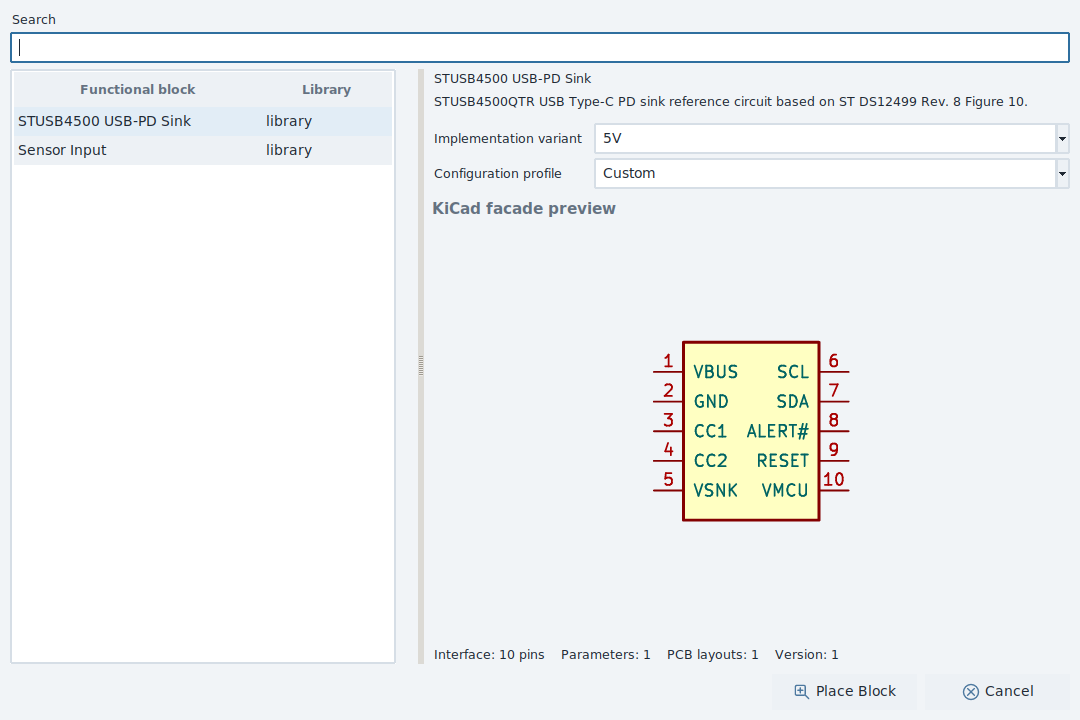 Search
Functional block Library
STUSB4500 USB-PD Sink library
Sensor Input library
STUSB4500 USB-PD Sink
STUSB4500QTR USB Type-C PD sink reference circuit based on ST DS12499 Rev. 8 Figure 10.
Implementation variant 5V
Configuration profile Custom
KiCad facade preview
1 VBUS SCL 6
2 GND SDA 7
3 CC1 ALERT# 8
4 CC2 RESET 9
5 VSNK VMCU 10
Interface: 10 pins Parameters: 1 PCB layouts: 1 Version: 1
Place Block Cancel